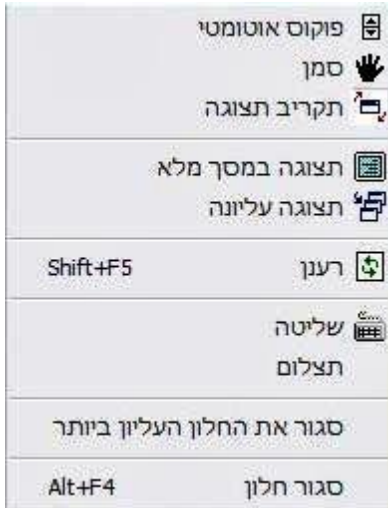 פוקוס אוטומטי
סמן
תקריב תצוגה
תצוגה במסך מלא
תצוגה עליונה
רענן Shift+F5
שליטה
תצלום
סגור את החלון העליון ביותר
סגור חלון Alt+F4